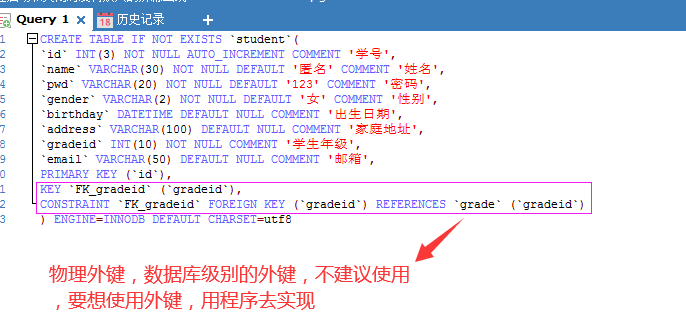 Query 1
18
历史记录
1 CREATE TABLE IF NOT EXISTS `student`(
2 `id` INT(3) NOT NULL AUTO_INCREMENT COMMENT '学号',
3 `name` VARCHAR(30) NOT NULL DEFAULT '匿名' COMMENT '姓名',
4 `pwd` VARCHAR(20) NOT NULL DEFAULT '123' COMMENT '密码',
5 `gender` VARCHAR(2) NOT NULL DEFAULT '女' COMMENT '性别',
6 `birthday` DATETIME DEFAULT NULL COMMENT '出生日期',
7 `address` VARCHAR(100) DEFAULT NULL COMMENT '家庭地址',
8 `gradeid` INT(10) NOT NULL COMMENT '学生年级',
9 `email` VARCHAR(50) DEFAULT NULL COMMENT '邮箱',
0 PRIMARY KEY (`id`),
1 KEY `FK_gradeid` (`gradeid`),
2 CONSTRAINT `FK_gradeid` FOREIGN KEY (`gradeid`) REFERENCES `grade` (`gradeid`)
3 ) ENGINE=INNODB DEFAULT CHARSET=utf8
物理外键，数据库级别的外键，不建议使用
，要想使用外键，用程序去实现